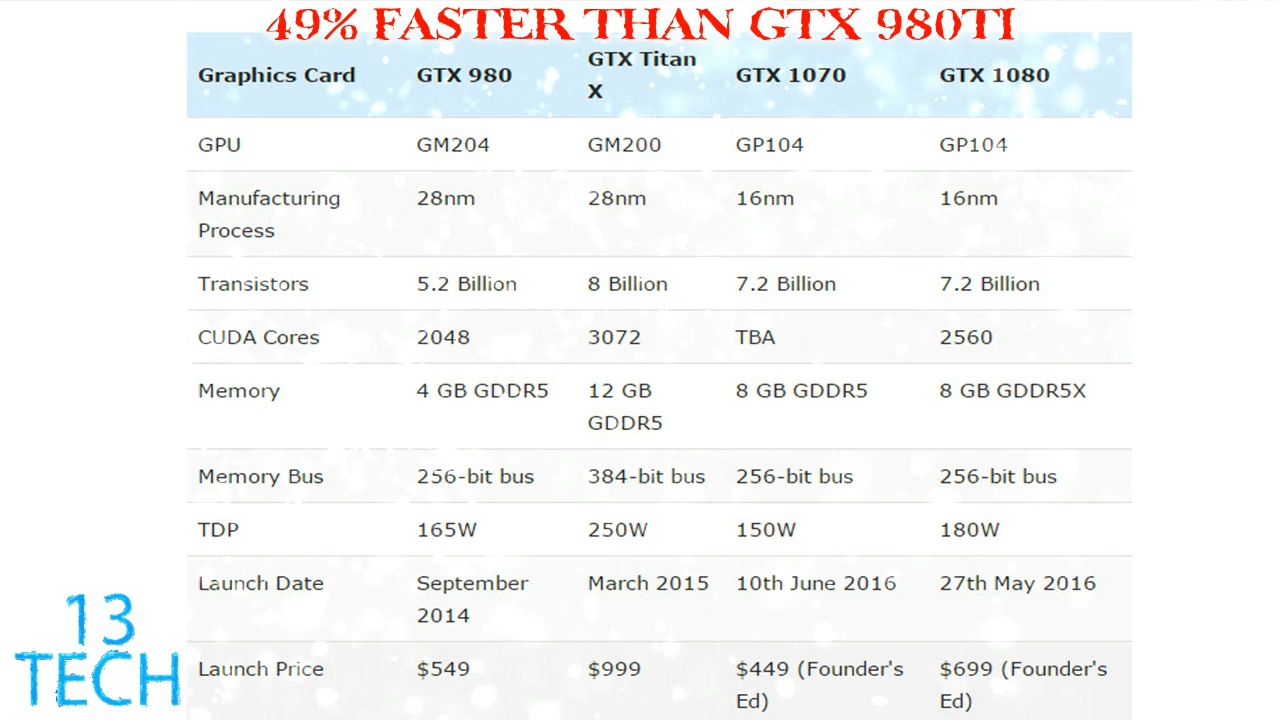 49% FASTER THAN GTX 980TI
Graphics Card GTX 980 GTX Titan X GTX 1070 GTX 1080
GPU GM204 GM200 GP104 GP104
Manufacturing Process 28nm 28nm 16nm 16nm
Transistors 5.2 Billion 8 Billion 7.2 Billion 7.2 Billion
CUDA Cores 2048 3072 TBA 2560
Memory 4 GB GDDR5 12 GB GDDR5 8 GB GDDR5 8 GB GDDR5X
Memory Bus 256-bit bus 384-bit bus 256-bit bus 256-bit bus
TDP 165W 250W 150W 180W
Launch Date September 2014 March 2015 10th June 2016 27th May 2016
Launch Price $549 $999 $449 (Founder's Ed) $699 (Founder's Ed)
13
TECH